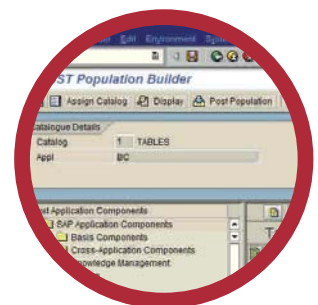 Edit Environment
ST Population Builder
Assign Catalog Display Post Population
Catalogue Details
Catalog 1 TABLES
Appl BC
Application Components
SAP Application Components
Basis Components
Cross-Application Components
Knowledge Management